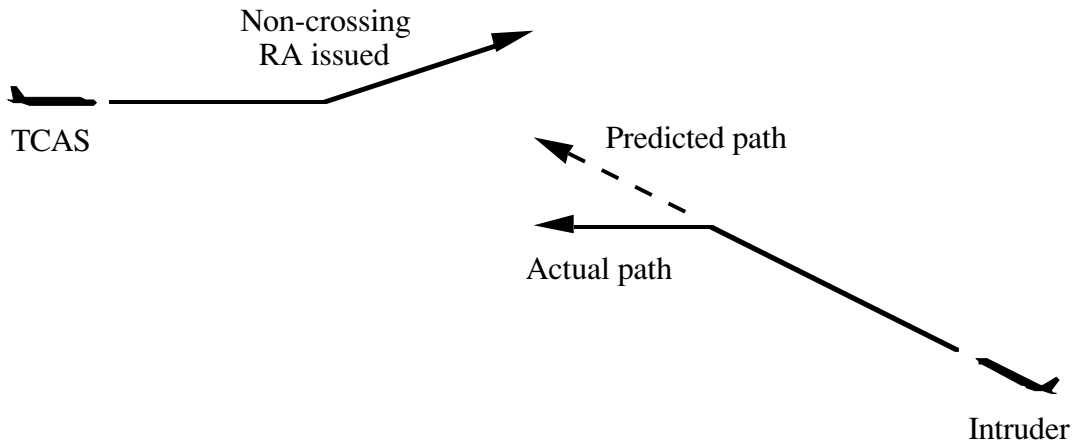 Non-crossing
RA issued
TCAS
Predicted path
Actual path
Intruder